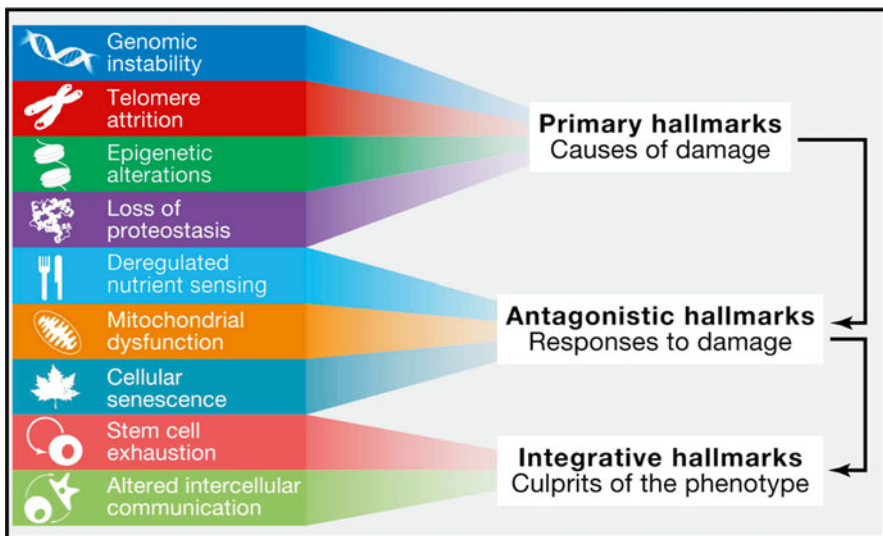 Genomic
instability
Telomere
attrition
Epigenetic
alterations
Loss of
proteostasis
Deregulated
nutrient sensing
Mitochondrial
dysfunction
Cellular
senescence
Stem cell
exhaustion
Altered intercellular
communication
Primary hallmarks
Causes of damage
Antagonistic hallmarks
Responses to damage
Integrative hallmarks
Culprits of the phenotype